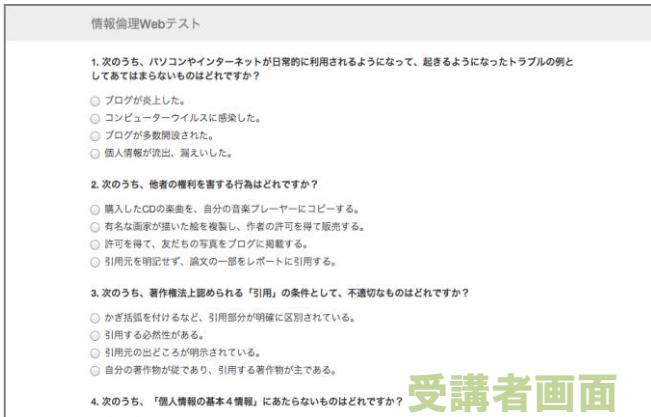 情報倫理Webテスト
1. 次のうち、パソコンやインターネットが日常的に利用されるようになって、起きるようになったトラブルの例と
してあてはまらないものはどれですか？
ブログが炎上した。
コンピューターウイルスに感染した。
ブログが多数開設された。
個人情報が流出、漏えいした。
2. 次のうち、他者の権利を害する行為はどれですか？
購入したCDの楽曲を、自分の音楽プレーヤーにコピーする。
有名な画家が描いた絵を複製し、作者の許可を得て販売する。
許可を得て、友だちの写真をブログに掲載する。
引用元を明記せず、論文の一部をレポートに引用する。
3. 次のうち、著作権法上認められる「引用」の条件として、不適切なものはどれですか？
かぎ括弧を付けるなど、引用部分が明確に区別されている。
引用する必然性がある。
引用元の出どころが明示されている。
自分の著作物が従であり、引用する著作物が主である。
4. 次のうち、「個人情報の基本４情報」にあたらないものはどれですか？
受講者画面